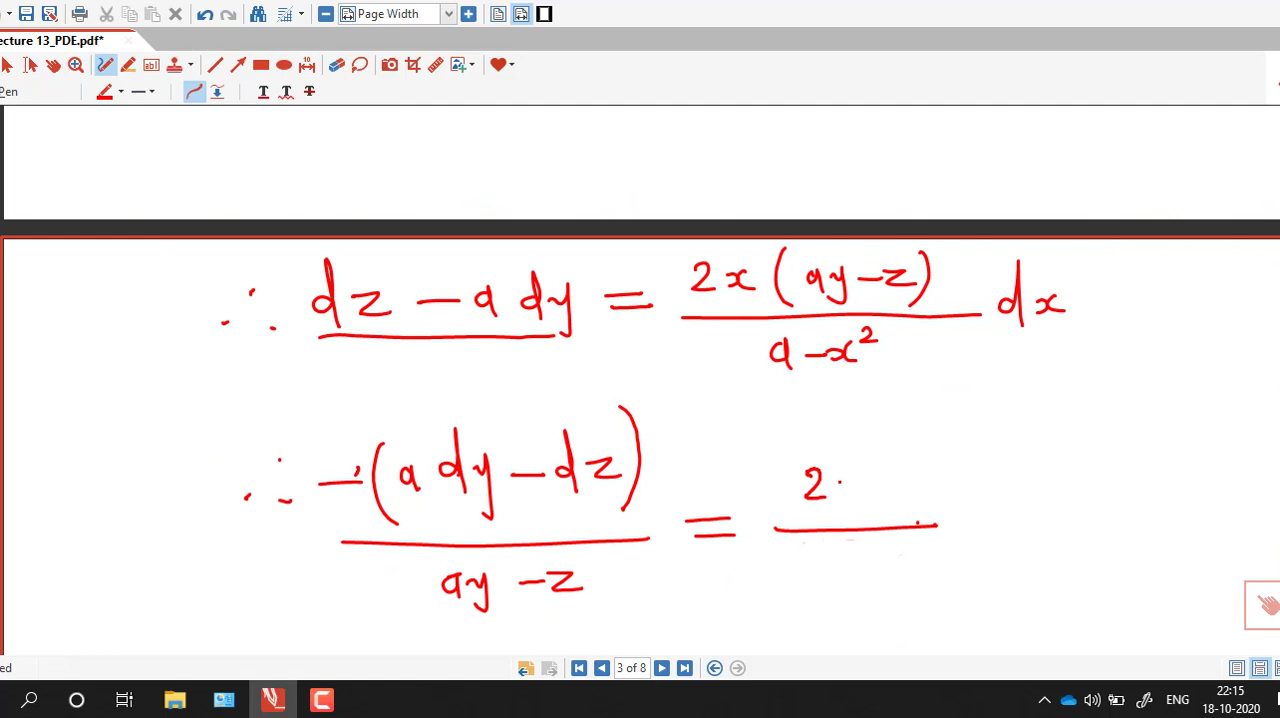 Page Width
ecture 13_PDE.pdf*
Pen
∴ dz - a dy = 2x(ay-z) / a-x² dx
∴ -(a dy - dz) / ay - z = 2
ed
3 of 8
ENG
22:15
18-10-2020